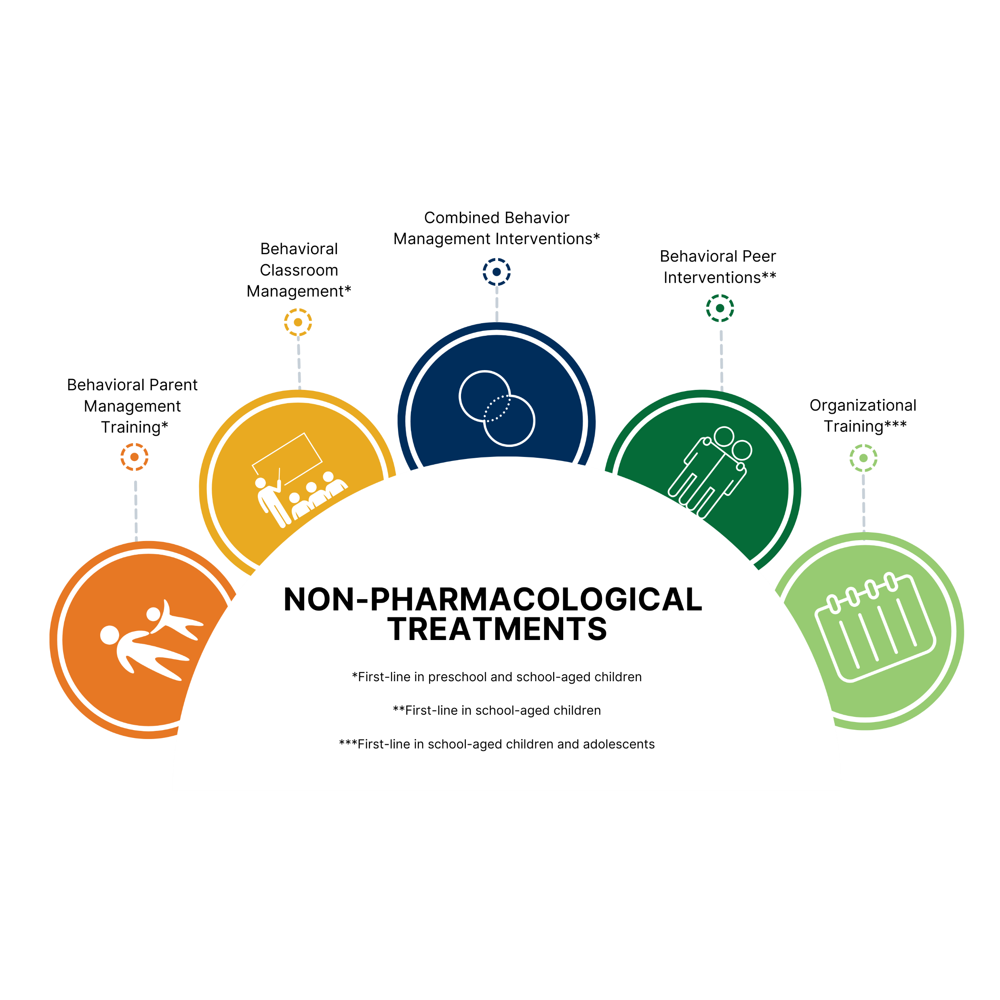 Combined Behavior
Management Interventions*
Behavioral
Classroom
Management*
Behavioral Peer
Interventions**
Behavioral Parent
Management
Training*
Organizational
Training***
NON-PHARMACOLOGICAL
TREATMENTS
*First-line in preschool and school-aged children
**First-line in school-aged children
***First-line in school-aged children and adolescents